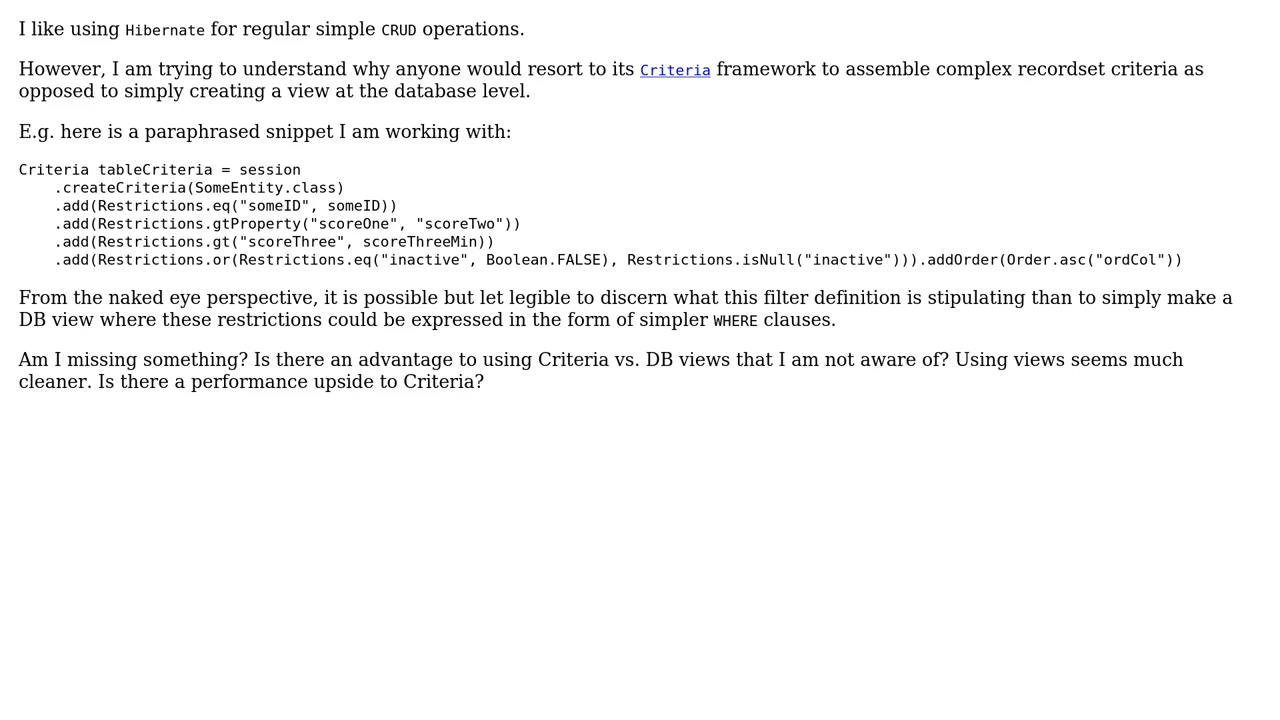 I like using Hibernate for regular simple CRUD operations.
However, I am trying to understand why anyone would resort to its Criteria framework to assemble complex recordset criteria as
opposed to simply creating a view at the database level.
E.g. here is a paraphrased snippet I am working with:
Criteria tableCriteria = session
    .createCriteria(SomeEntity.class)
    .add(Restrictions.eq("someID", someID))
    .add(Restrictions.gtProperty("scoreOne", "scoreTwo"))
    .add(Restrictions.gt("scoreThree", scoreThreeMin))
    .add(Restrictions.or(Restrictions.eq("inactive", Boolean.FALSE), Restrictions.isNull("inactive"))).addOrder(Order.asc("ordCol"))
From the naked eye perspective, it is possible but let legible to discern what this filter definition is stipulating than to simply make a
DB view where these restrictions could be expressed in the form of simpler WHERE clauses.
Am I missing something? Is there an advantage to using Criteria vs. DB views that I am not aware of? Using views seems much
cleaner. Is there a performance upside to Criteria?